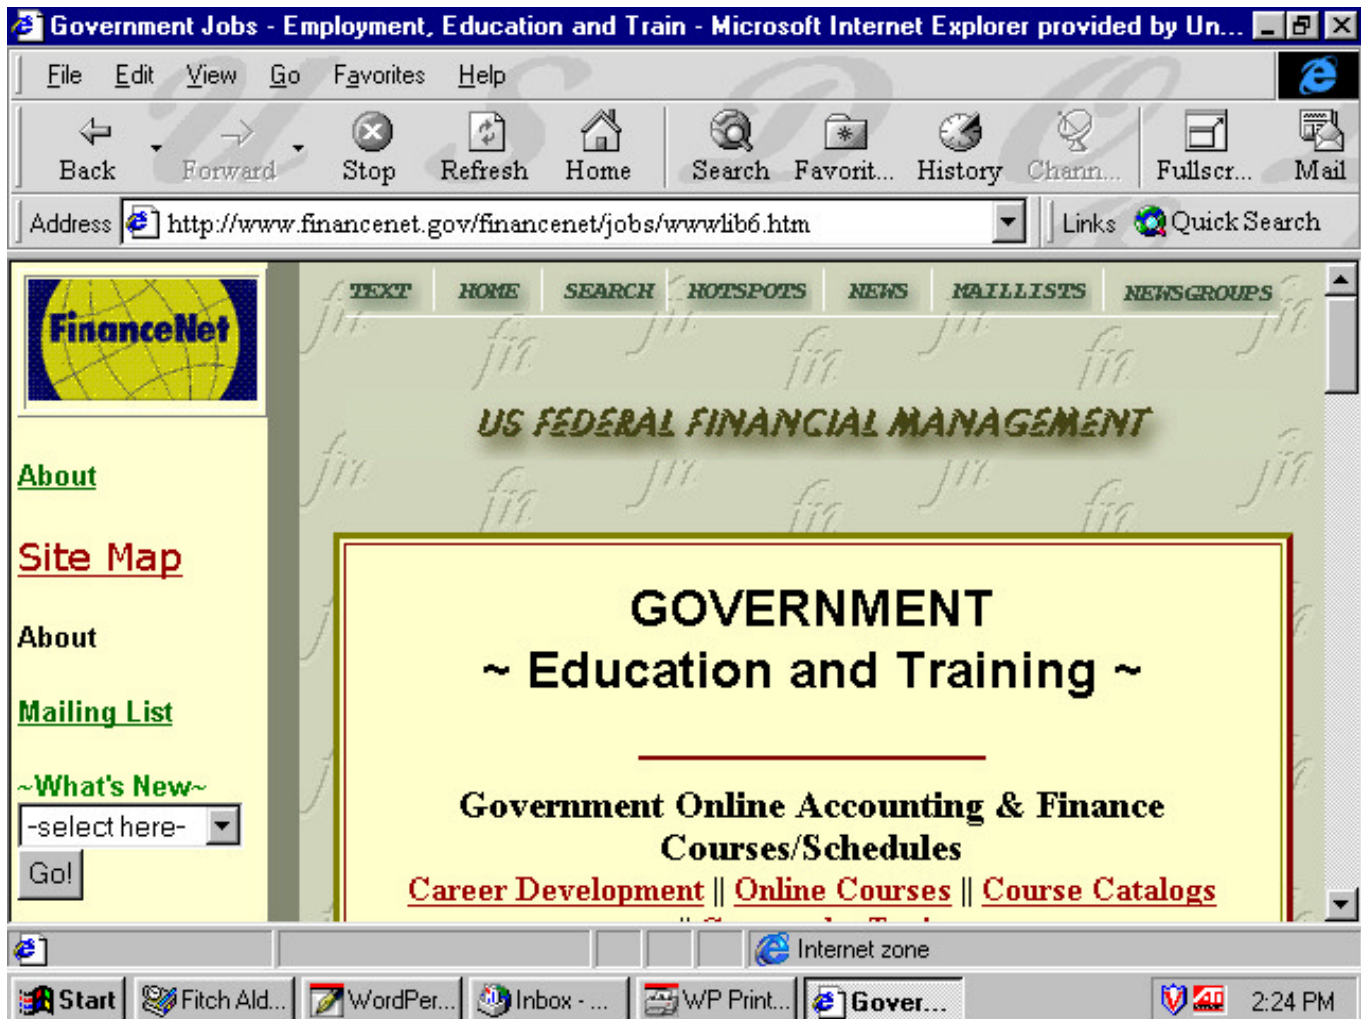 Government Jobs - Employment, Education and Train - Microsoft Internet Explorer provided by Un...
File Edit View Go Favorites Help
Back Forward Stop Refresh Home Search Favorit... History Chann... Fullscr... Mail
Address http://www.financenet.gov/financenet/jobs/wwwlib6.htm Links Quick Search
FinanceNet
TEXT HOME SEARCH HOTSPOTS NEWS MAILLISTS NEWSGROUPS
US FEDERAL FINANCIAL MANAGEMENT
About
Site Map
About
Mailing List
~What's New~
-select here-
Go!
GOVERNMENT
~ Education and Training ~
Government Online Accounting & Finance
Courses/Schedules
Career Development || Online Courses || Course Catalogs
Internet zone
Start Fitch Ald... WordPer... Inbox - ... WP Print... Gover... 2:24 PM